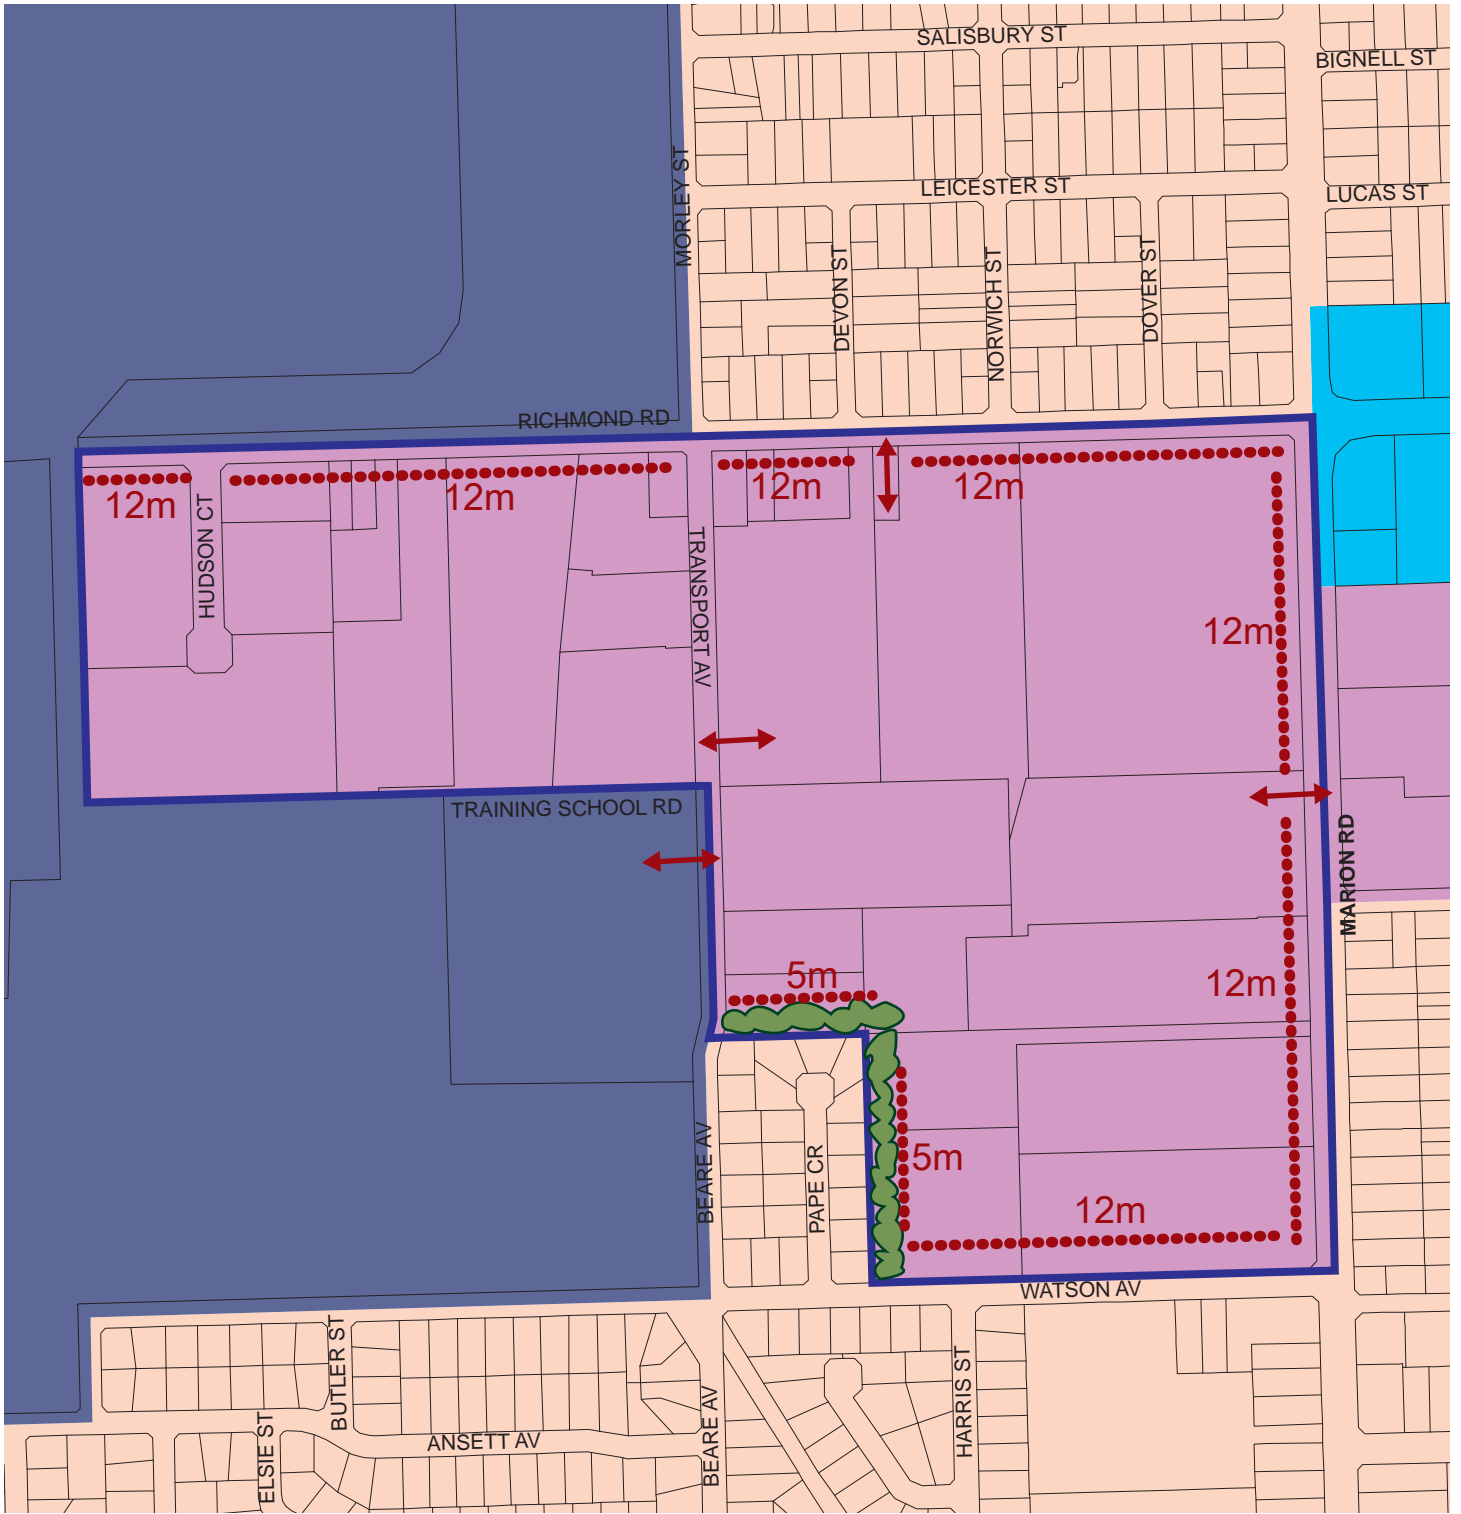 SALISBURY ST
BIGNELL ST
MORLEY ST
LEICESTER ST
LUCAS ST
DEVON ST
NORWICH ST
DOVER ST
RICHMOND RD
12m
12m
12m
12m
HUDSON CT
TRANSPORT AV
12m
TRAINING SCHOOL RD
MARION RD
5m
12m
BEARE AV
PAPE CR
5m
12m
WATSON AV
BUTLER ST
HARRIS ST
ELSIE ST
ANSETT AV
BEARE AV